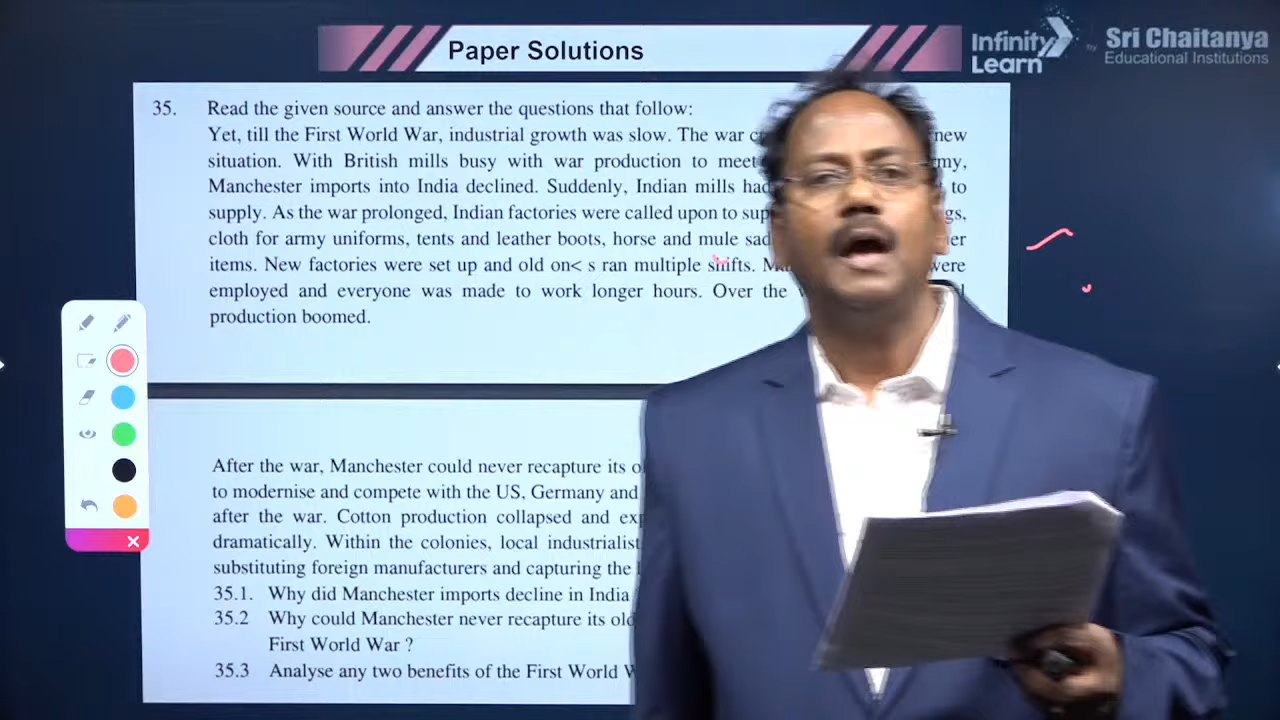 Paper Solutions
Infinity Learn
by Sri Chaitanya
Educational Institutions
35. Read the given source and answer the questions that follow:
Yet, till the First World War, industrial growth was slow. The war new
situation. With British mills busy with war production to meet
Manchester imports into India declined. Suddenly, Indian mills had to
supply. As the war prolonged, Indian factories were called upon to
cloth for army uniforms, tents and leather boots, horse and mule
items. New factories were set up and old on< s ran multiple shifts. were
employed and everyone was made to work longer hours. Over the
production boomed.
After the war, Manchester could never recapture its
to modernise and compete with the US, Germany and
after the war. Cotton production collapsed and
dramatically. Within the colonies, local
substituting foreign manufacturers and capturing the
35.1. Why did Manchester imports decline in India
35.2 Why could Manchester never recapture its old
First World War ?
35.3 Analyse any two benefits of the First World